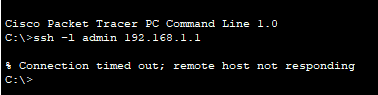 Cisco Packet Tracer PC Command Line 1.0
C:\>ssh -l admin 192.168.1.1
% Connection timed out; remote host not responding
C:\>